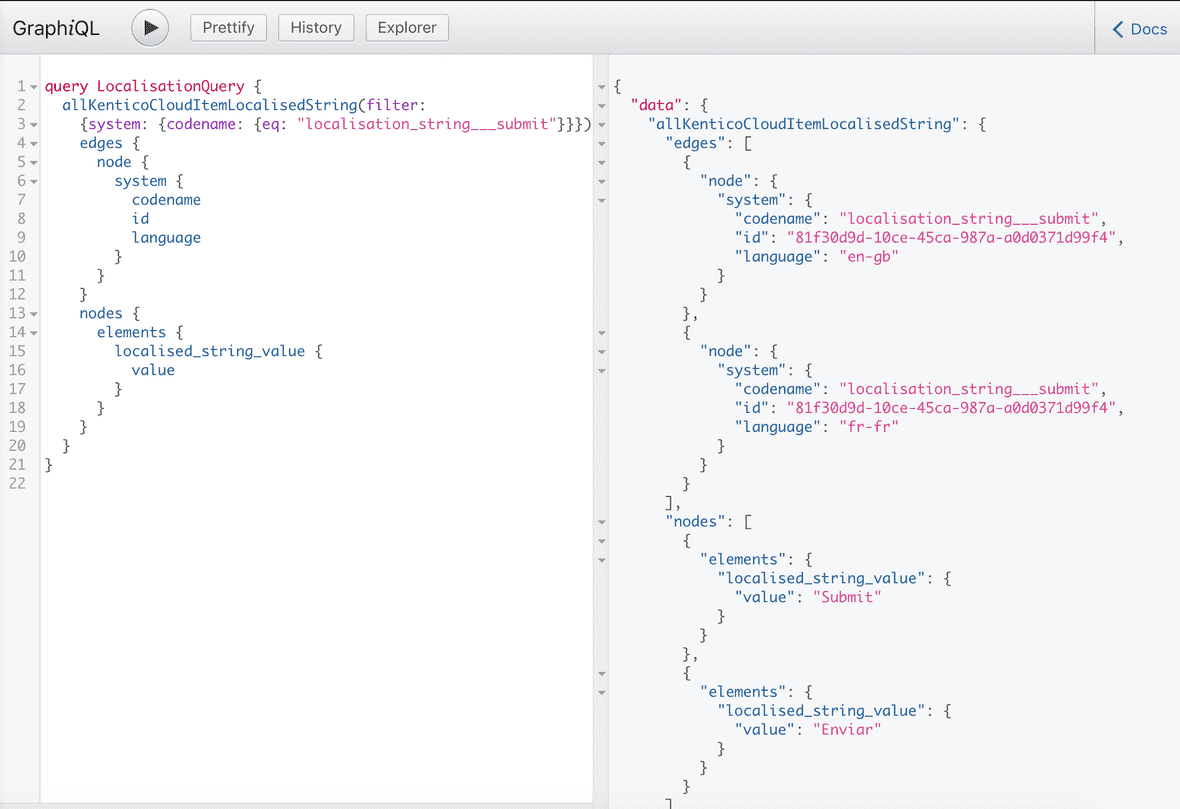 GraphiQL Prettify History Explorer Docs
1 query LocalisationQuery {
2   allKenticoCloudItemLocalisedString(filter:
3     {system: {codename: {eq: "localisation_string___submit"}}})
4     edges {
5       node {
6         system {
7           codename
8           id
9           language
10         }
11       }
12     }
13     nodes {
14       elements {
15         localised_string_value {
16           value
17         }
18       }
19     }
20   }
21 }
22
{
  "data": {
    "allKenticoCloudItemLocalisedString": {
      "edges": [
        {
          "node": {
            "system": {
              "codename": "localisation_string___submit",
              "id": "81f30d9d-10ce-45ca-987a-a0d0371d99f4",
              "language": "en-gb"
            }
          }
        },
        {
          "node": {
            "system": {
              "codename": "localisation_string___submit",
              "id": "81f30d9d-10ce-45ca-987a-a0d0371d99f4",
              "language": "fr-fr"
            }
          }
        }
      ],
      "nodes": [
        {
          "elements": {
            "localised_string_value": {
              "value": "Submit"
            }
          }
        },
        {
          "elements": {
            "localised_string_value": {
              "value": "Enviar"
            }
          }
        }
      ]